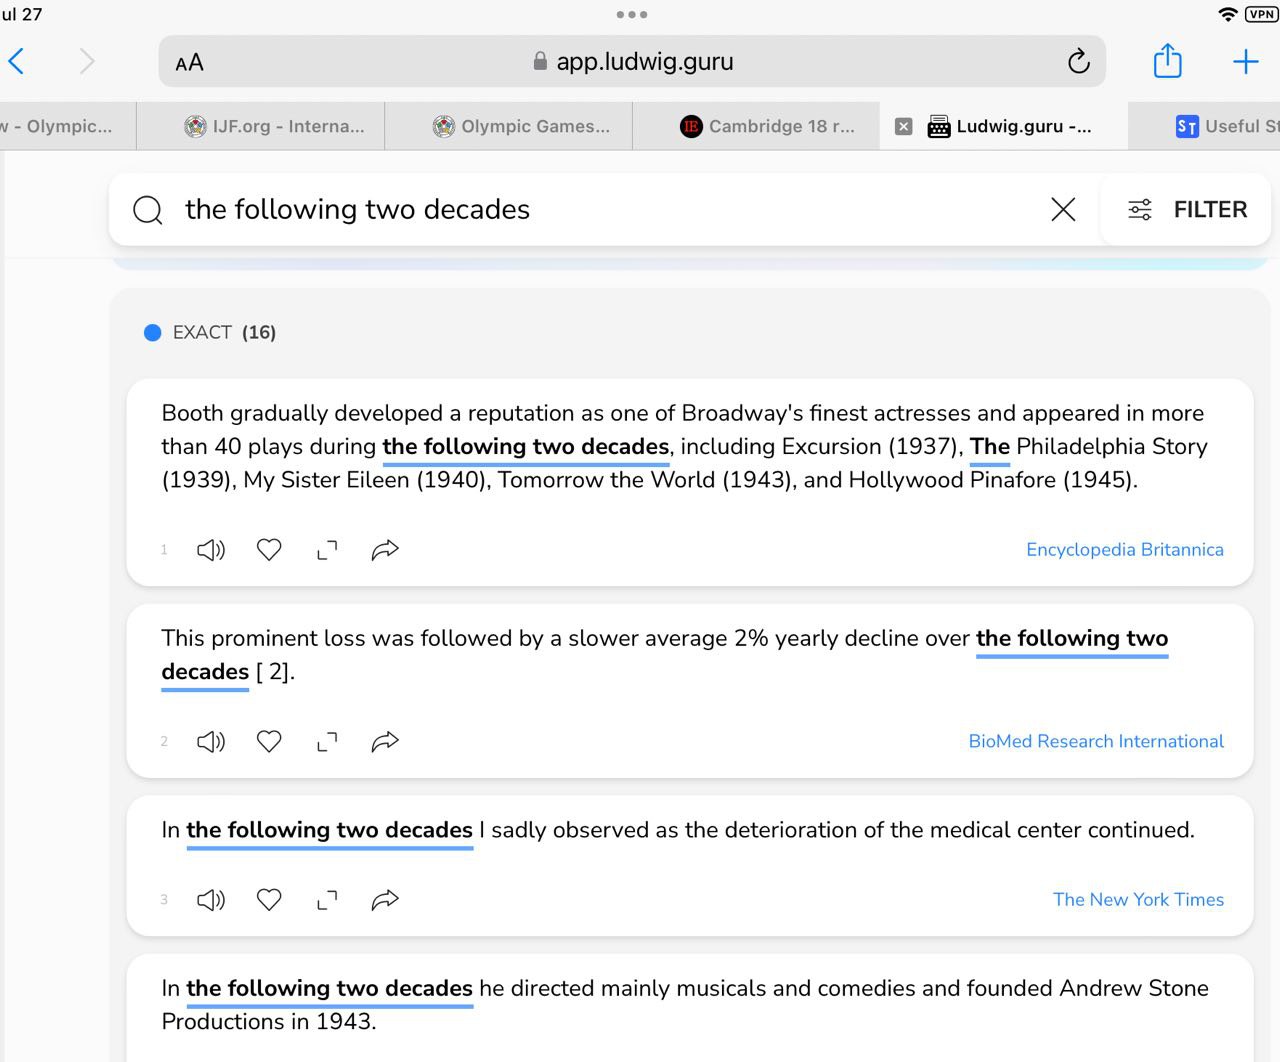 ul 27
VPN
AA
app.ludwig.guru
w - Olympic...
IJF.org - Interna...
Olympic Games...
IE
Cambridge 18 r...
Ludwig.guru -...
ST
Useful St
the following two decades
FILTER
EXACT (16)
Booth gradually developed a reputation as one of Broadway's finest actresses and appeared in more
than 40 plays during the following two decades, including Excursion (1937), The Philadelphia Story
(1939), My Sister Eileen (1940), Tomorrow the World (1943), and Hollywood Pinafore (1945).
1
Encyclopedia Britannica
This prominent loss was followed by a slower average 2% yearly decline over the following two
decades [ 2].
2
BioMed Research International
In the following two decades I sadly observed as the deterioration of the medical center continued.
3
The New York Times
In the following two decades he directed mainly musicals and comedies and founded Andrew Stone
Productions in 1943.